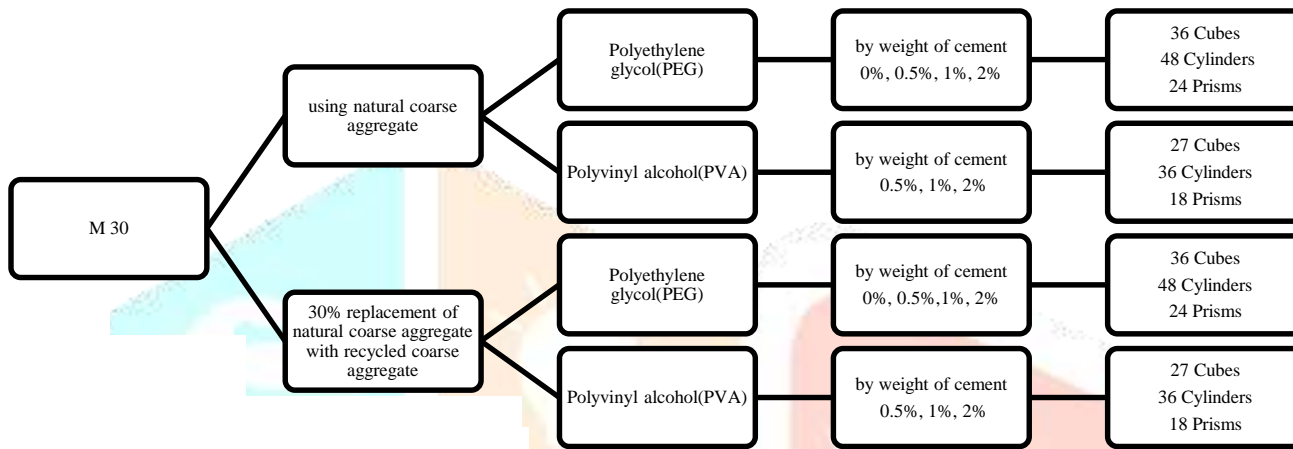 M 30
using natural coarse
aggregate
Polyethylene
glycol(PEG)
by weight of cement
0%, 0.5%, 1%, 2%
36 Cubes
48 Cylinders
24 Prisms
Polyvinyl alcohol(PVA)
by weight of cement
0.5%, 1%, 2%
27 Cubes
36 Cylinders
18 Prisms
30% replacement of
natural coarse aggregate
with recycled coarse
aggregate
Polyethylene
glycol(PEG)
by weight of cement
0%, 0.5%,1%, 2%
36 Cubes
48 Cylinders
24 Prisms
Polyvinyl alcohol(PVA)
by weight of cement
0.5%, 1%, 2%
27 Cubes
36 Cylinders
18 Prisms